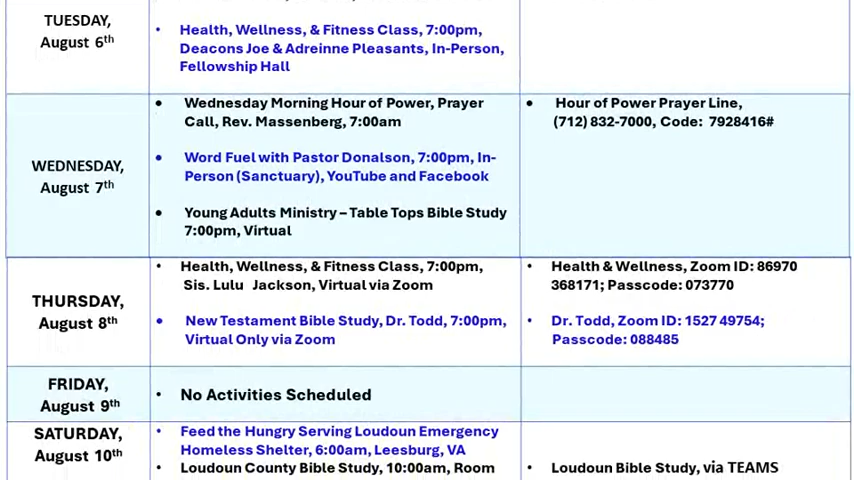 TUESDAY,
August 6th
• Health, Wellness, & Fitness Class, 7:00pm,
Deacons Joe & Adreinne Pleasants, In-Person,
Fellowship Hall
WEDNESDAY,
August 7th
• Wednesday Morning Hour of Power, Prayer
Call, Rev. Massenberg, 7:00am
• Word Fuel with Pastor Donalson, 7:00pm, In-
Person (Sanctuary), YouTube and Facebook
• Young Adults Ministry – Table Tops Bible Study
7:00pm, Virtual
• Hour of Power Prayer Line,
(712) 832-7000, Code: 7928416#
THURSDAY,
August 8th
• Health, Wellness, & Fitness Class, 7:00pm,
Sis. Lulu Jackson, Virtual via Zoom
• New Testament Bible Study, Dr. Todd, 7:00pm,
Virtual Only via Zoom
• Health & Wellness, Zoom ID: 86970
368171; Passcode: 073770
• Dr. Todd, Zoom ID: 1527 49754;
Passcode: 088485
FRIDAY,
August 9th
• No Activities Scheduled
SATURDAY,
August 10th
• Feed the Hungry Serving Loudoun Emergency
Homeless Shelter, 6:00am, Leesburg, VA
• Loudoun County Bible Study, 10:00am, Room
• Loudoun Bible Study, via TEAMS